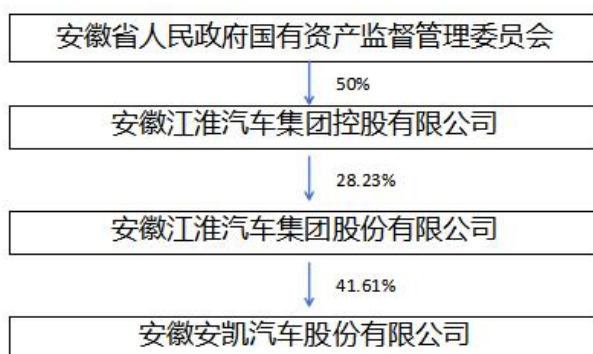 安徽省人民政府国有资产监督管理委员会
50%
安徽江淮汽车集团控股有限公司
28.23%
安徽江淮汽车集团股份有限公司
41.61%
安徽安凯汽车股份有限公司